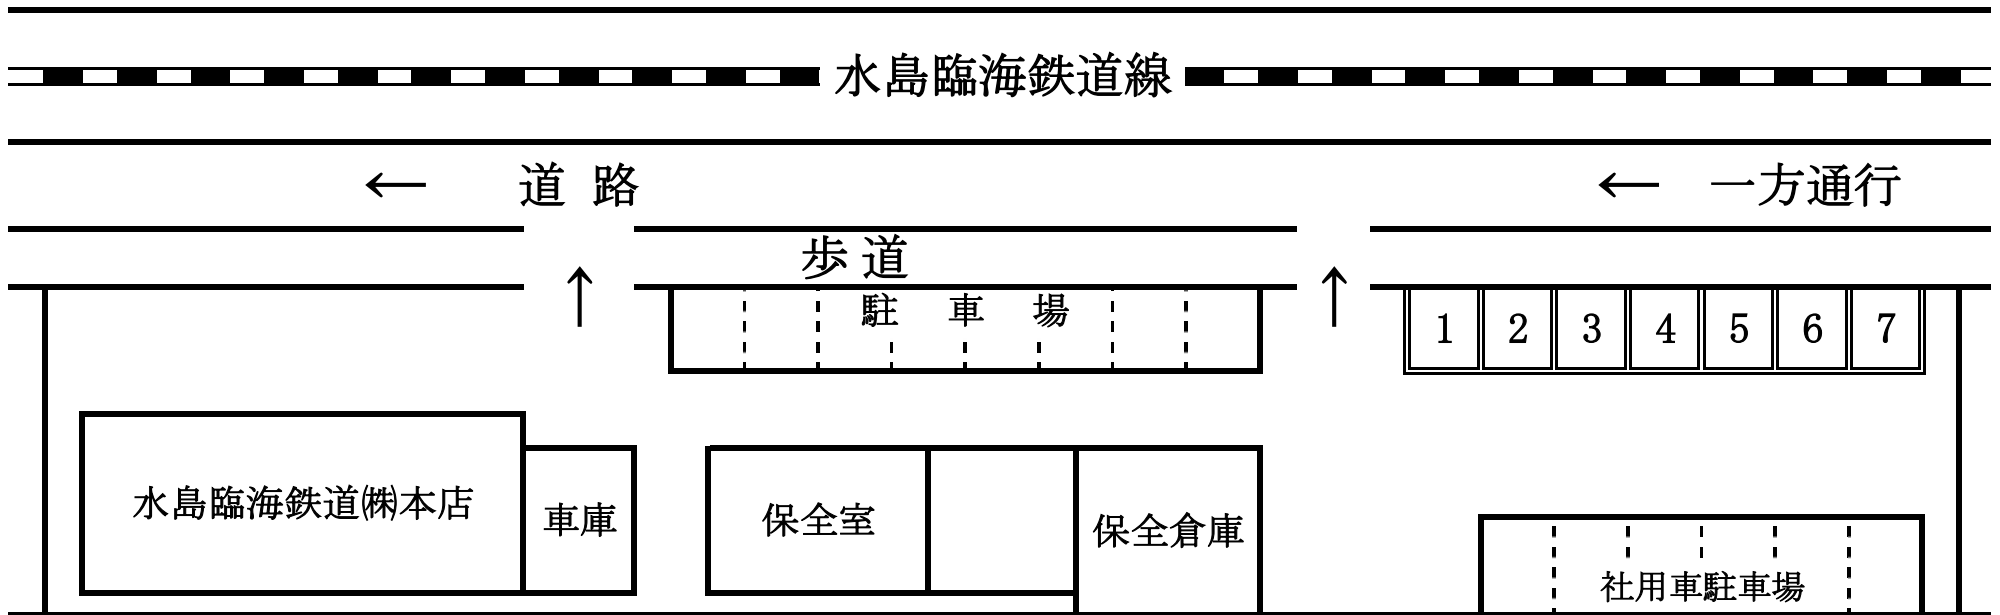 水島臨海鉄道線
← 道路 ← 一方通行
歩道
↑ ↑
駐車場
1 2 3 4 5 6 7
水島臨海鉄道㈱本店
車庫
保全室
保全倉庫
社用車駐車場